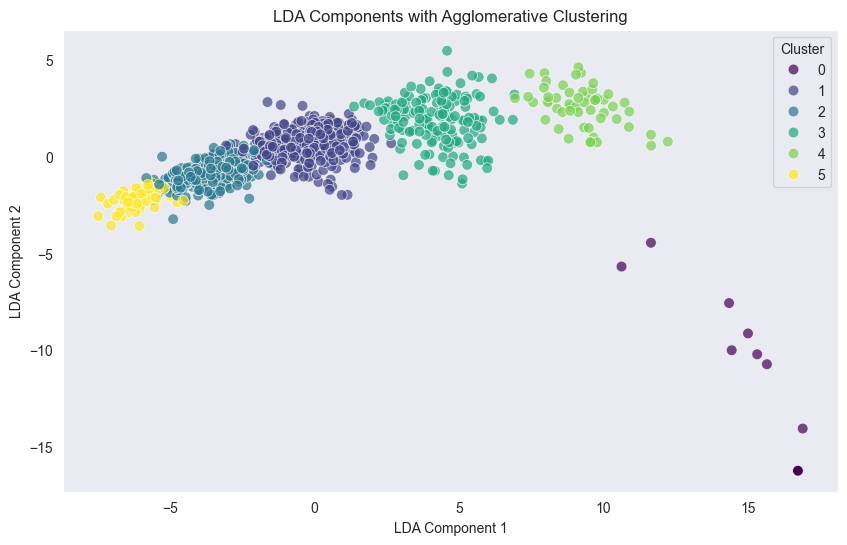 LDA Components with Agglomerative Clustering
Cluster
0
1
2
3
4
5
5
0
−5
−10
−15
LDA Component 2
−5 0 5 10 15
LDA Component 1